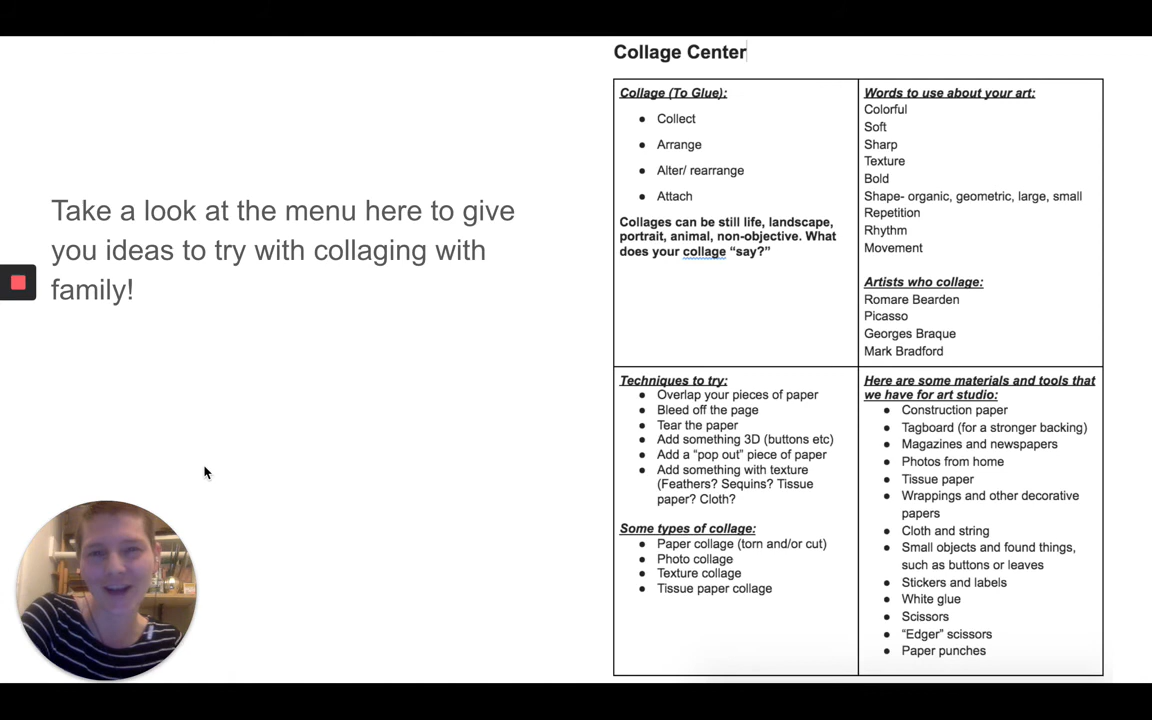 Take a look at the menu here to give
you ideas to try with collaging with
family!
Collage Center
Collage (To Glue):
Collect
Arrange
Alter/ rearrange
Attach
Collages can be still life, landscape,
portrait, animal, non-objective. What
does your collage “say?”
Words to use about your art:
Colorful
Soft
Sharp
Texture
Bold
Shape- organic, geometric, large, small
Repetition
Rhythm
Movement
Artists who collage:
Romare Bearden
Picasso
Georges Braque
Mark Bradford
Techniques to try:
Overlap your pieces of paper
Bleed off the page
Tear the paper
Add something 3D (buttons etc)
Add a “pop out” piece of paper
Add something with texture
(Feathers? Sequins? Tissue
paper? Cloth?
Some types of collage:
Paper collage (torn and/or cut)
Photo collage
Texture collage
Tissue paper collage
Here are some materials and tools that
we have for art studio:
Construction paper
Tagboard (for a stronger backing)
Magazines and newspapers
Photos from home
Tissue paper
Wrappings and other decorative
papers
Cloth and string
Small objects and found things,
such as buttons or leaves
Stickers and labels
White glue
Scissors
“Edger” scissors
Paper punches